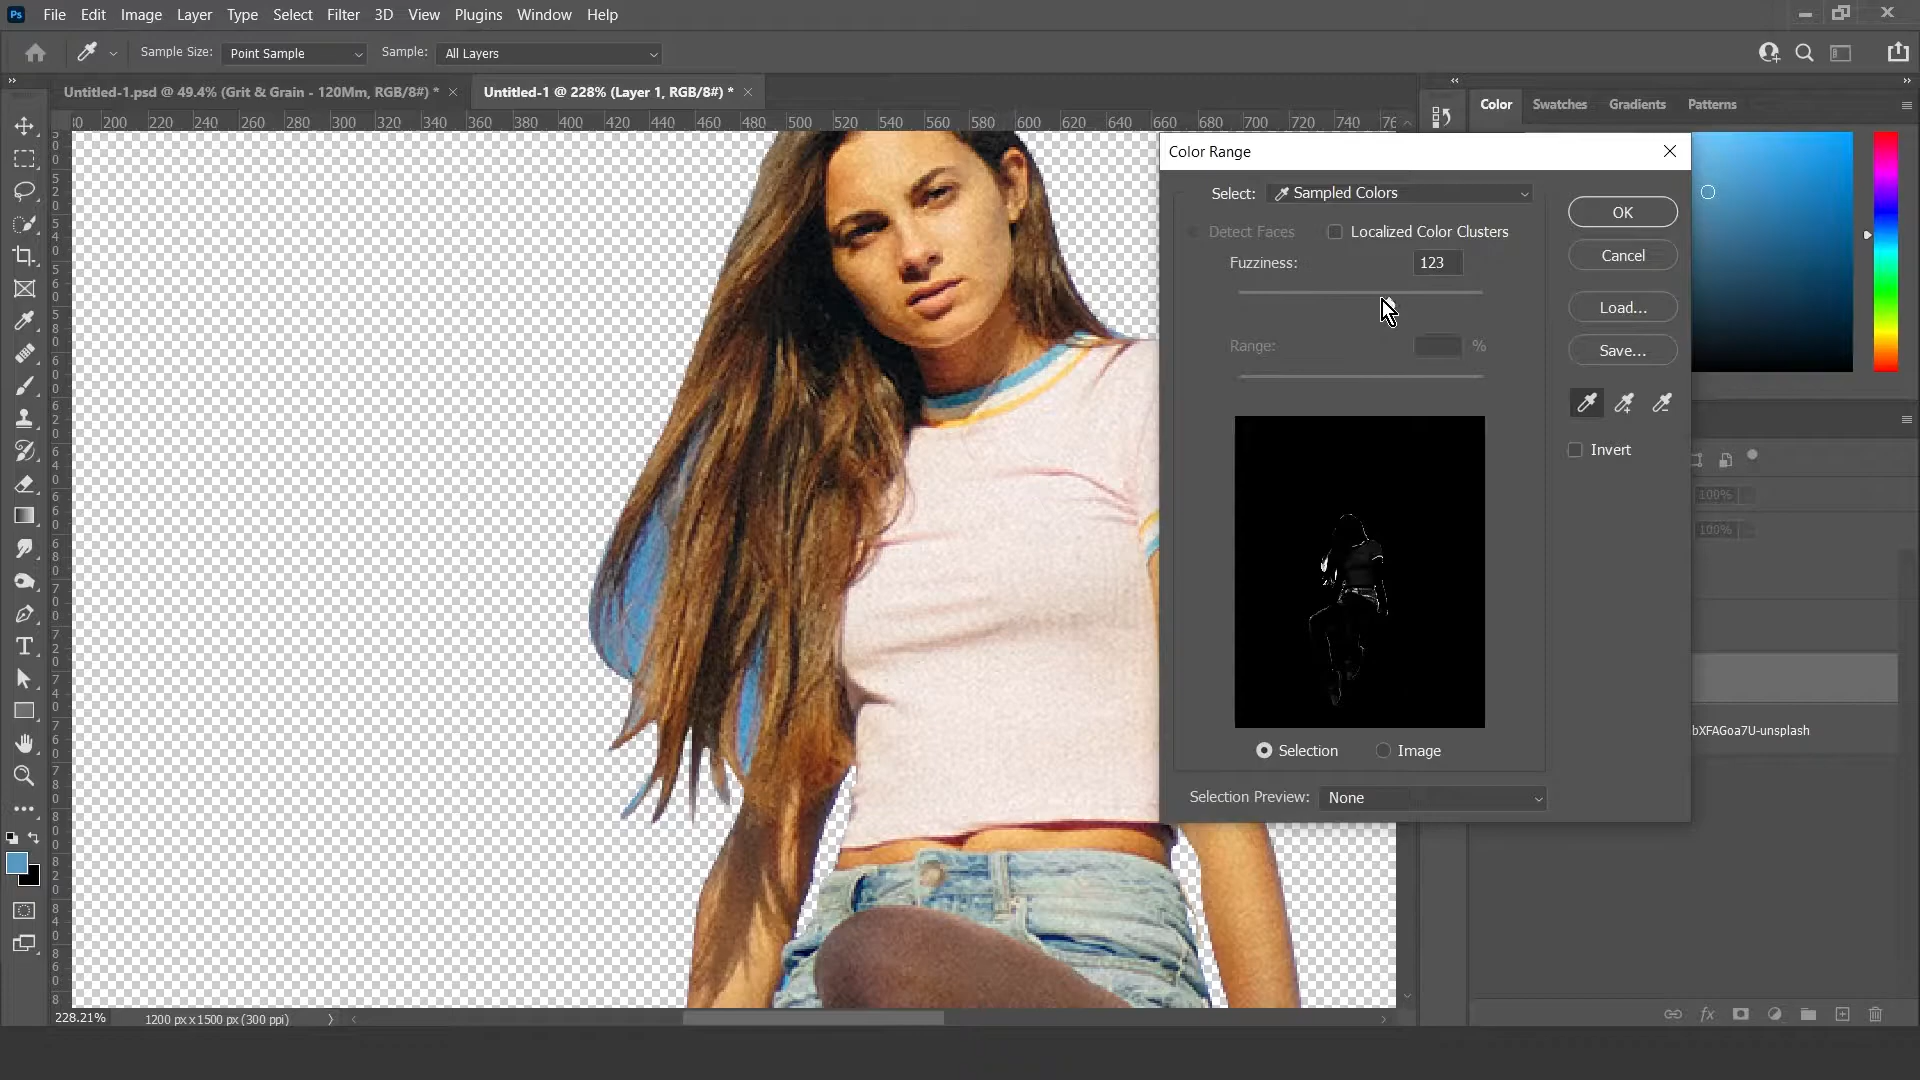 Ps File Edit Image Layer Type Select Filter 3D View Plugins Window Help
Sample Size: Point Sample Sample: All Layers
Untitled-1.psd @ 49.4% (Grit & Grain - 120Mm, RGB/8#) * Untitled-1 @ 228% (Layer 1, RGB/8#) *
Color Swatches Gradients Patterns
200 220 240 260 280 300 320 340 360 380 400 420 440 460 480 500 520 540 560 580 600 620 640 660 680 700 720 740
Color Range
Select: Sampled Colors
OK
Detect Faces Localized Color Clusters
Cancel
Fuzziness: 123
Load...
Range: %
Save...
Invert
100%
100%
bXFAGoa7U-unsplash
Selection Image
Selection Preview: None
228.21% 1200 px x 1500 px (300 ppi)
fx